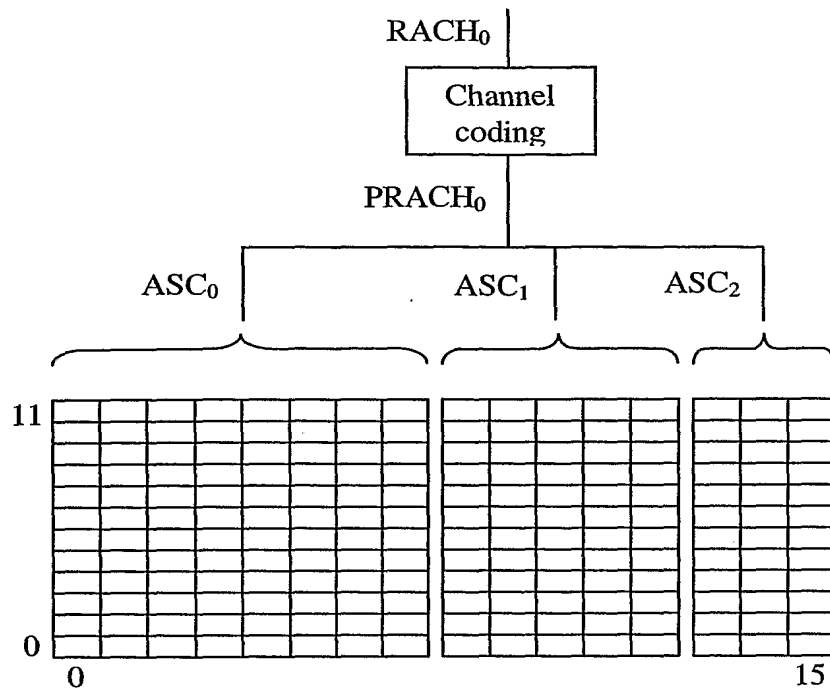 RACH₀
Channel
coding
PRACH₀
ASC₀
ASC₁
ASC₂
11
0
0
15